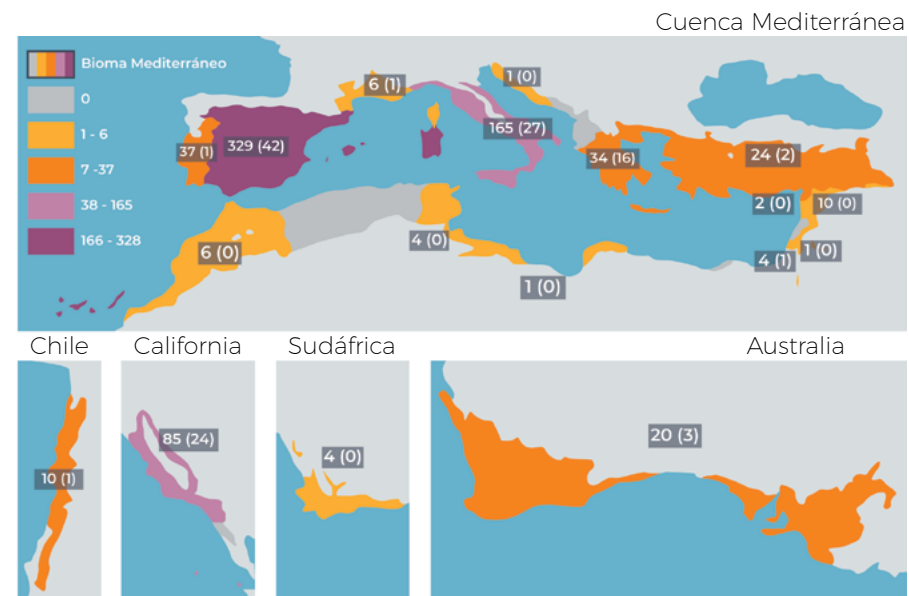 Cuenca Mediterránea
Bioma Mediterráneo
0
1 - 6
7 -37
38 - 165
166 - 328
6 (1)
1 (0)
165 (27)
37 (1)
329 (42)
34 (16)
24 (2)
2 (0)
10 (0)
6 (0)
4 (0)
1 (0)
4 (1)
1 (0)
Chile
California
Sudáfrica
Australia
10 (1)
85 (24)
4 (0)
20 (3)